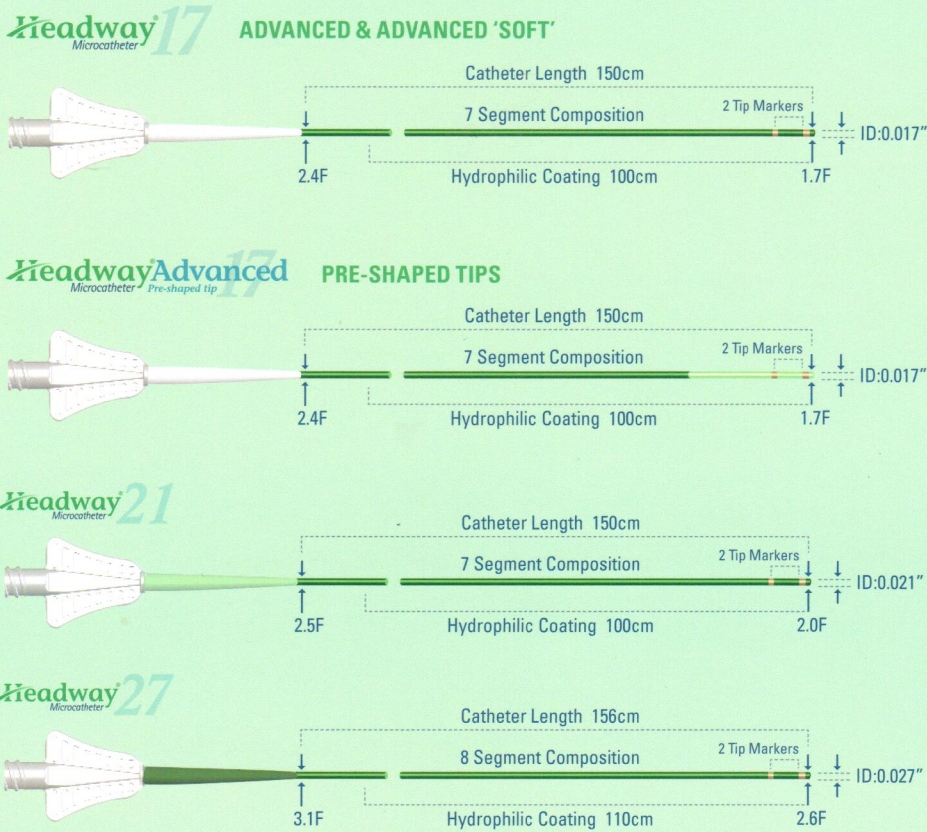 Headway 17 ADVANCED & ADVANCED ‘SOFT’
Microcatheter
Catheter Length 150cm
7 Segment Composition
2 Tip Markers
ID:0.017”
2.4F
Hydrophilic Coating 100cm
1.7F
Headway Advanced 17 PRE-SHAPED TIPS
Microcatheter Pre-shaped tip
Catheter Length 150cm
7 Segment Composition
2 Tip Markers
ID:0.017”
2.4F
Hydrophilic Coating 100cm
1.7F
Headway 21
Microcatheter
Catheter Length 150cm
7 Segment Composition
2 Tip Markers
ID:0.021”
2.5F
Hydrophilic Coating 100cm
2.0F
Headway 27
Microcatheter
Catheter Length 156cm
8 Segment Composition
2 Tip Markers
ID:0.027”
3.1F
Hydrophilic Coating 110cm
2.6F